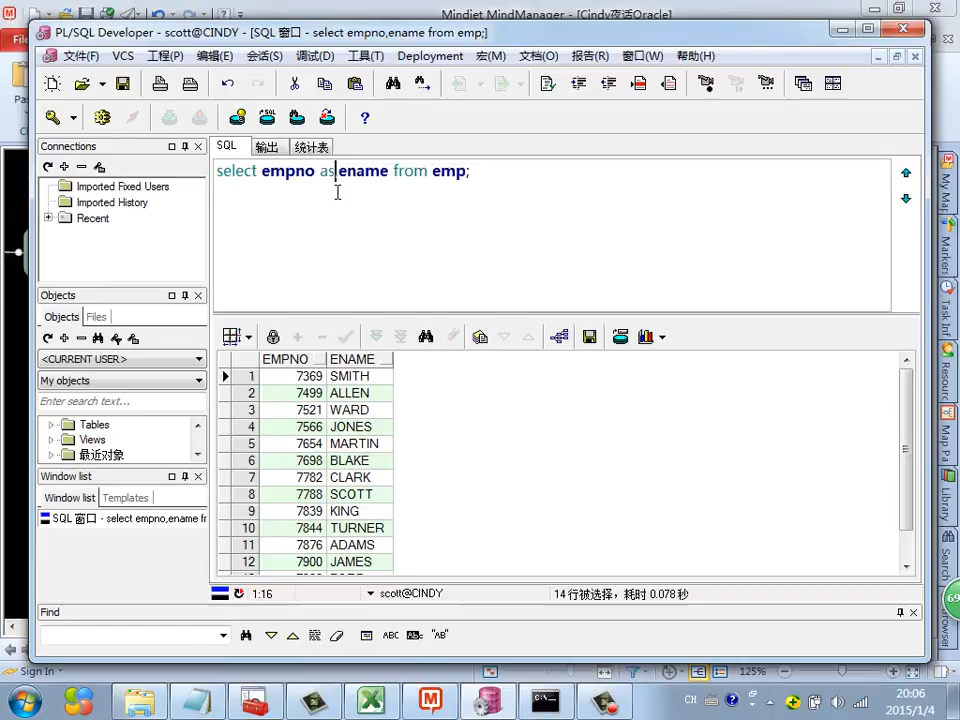 Mindjet MindManager - [Cindy夜话Oracle]
PL/SQL Developer - scott@CINDY - [SQL 窗口 - select empno,ename from emp;]
文件(F) VCS 工程(P) 编辑(E) 会话(S) 调试(D) 工具(T) Deployment 宏(M) 文档(O) 报告(R) 窗口(W) 帮助(H)
Connections
Imported Fixed Users
Imported History
Recent
SQL 输出 统计表
select empno as ename from emp;
Objects
Objects Files
<CURRENT USER>
My objects
Enter search text...
Tables
Views
最近对象
Window list
Window list Templates
SQL 窗口 - select empno,ename fr
EMPNO ENAME
1 7369 SMITH
2 7499 ALLEN
3 7521 WARD
4 7566 JONES
5 7654 MARTIN
6 7698 BLAKE
7 7782 CLARK
8 7788 SCOTT
9 7839 KING
10 7844 TURNER
11 7876 ADAMS
12 7900 JAMES
1:16 scott@CINDY 14 行被选择，耗时 0.078 秒
Find
ABC "AB"
Sign In 125%
My Ma
Markers
Task Inf
Resourc
Map Pa
Library
Search
Browser
69
CH 20:06
2015/1/4